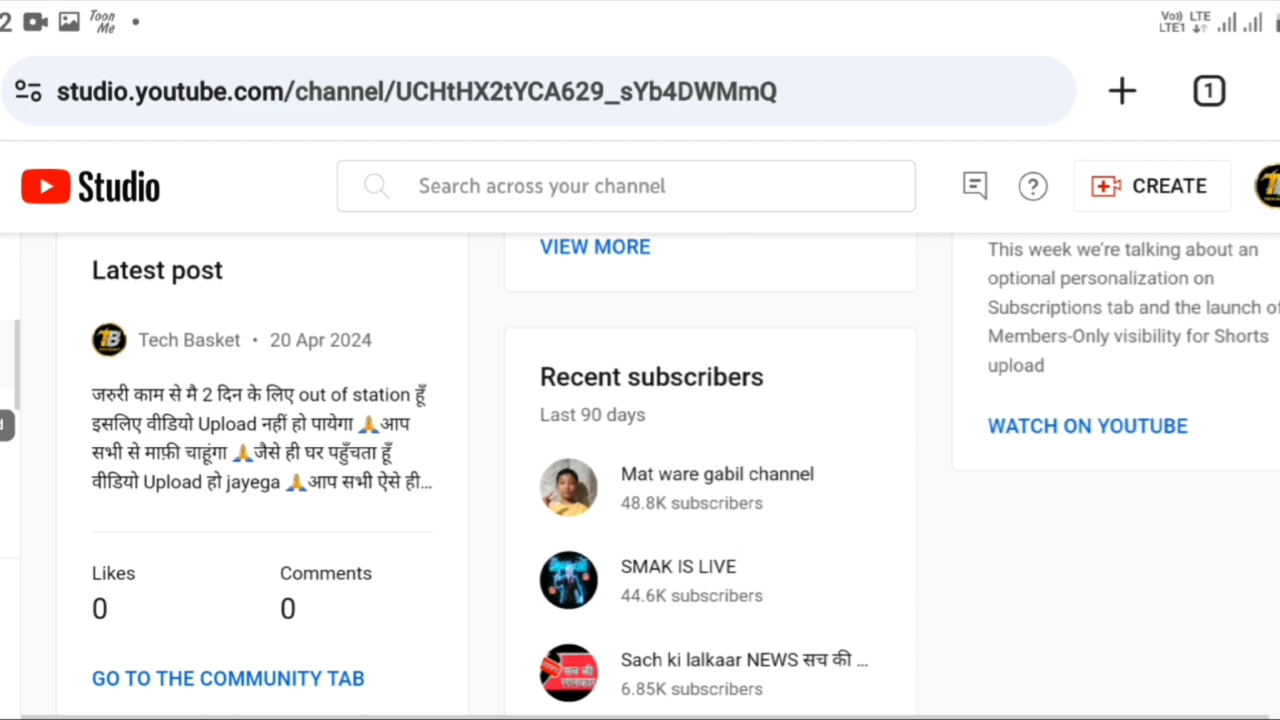 2 Toon Me
Vo)) LTE LTE1
studio.youtube.com/channel/UCHtHX2tYCA629_sYb4DWMmQ
1
Studio
Search across your channel
CREATE
Latest post
Tech Basket • 20 Apr 2024
जरुरी काम से मै 2 दिन के लिए out of station हूँ
इसलिए वीडियो Upload नहीं हो पायेगा 🙏आप
सभी से माफ़ी चाहूंगा 🙏जैसे ही घर पहुँचता हूँ
वीडियो Upload हो jayega 🙏आप सभी ऐसे ही...
Likes
Comments
0
0
GO TO THE COMMUNITY TAB
VIEW MORE
Recent subscribers
Last 90 days
Mat ware gabil channel
48.8K subscribers
SMAK IS LIVE
44.6K subscribers
Sach ki lalkaar NEWS सच की ...
6.85K subscribers
This week we're talking about an
optional personalization on
Subscriptions tab and the launch of
Members-Only visibility for Shorts
upload
WATCH ON YOUTUBE